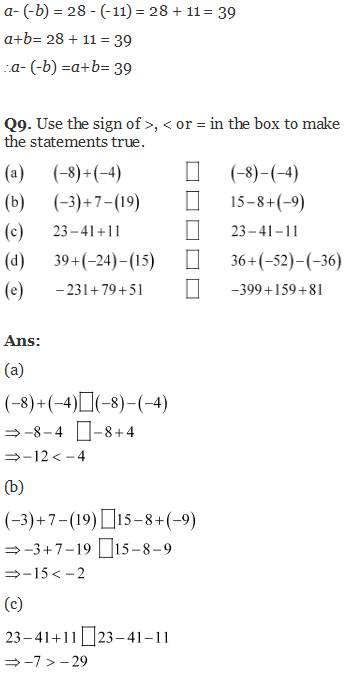 a- (-b) = 28 - (-11) = 28 + 11 = 39
a+b= 28 + 11 = 39
∴a- (-b) =a+b= 39
Q9. Use the sign of >, < or = in the box to make
the statements true.
(a) (−8)+(−4) □ (−8)−(−4)
(b) (−3)+7−(19) □ 15−8+(−9)
(c) 23−41+11 □ 23−41−11
(d) 39+(−24)−(15) □ 36+(−52)−(−36)
(e) −231+79+51 □ −399+159+81
Ans:
(a)
(−8)+(−4)□(−8)−(−4)
⇒−8−4 □−8+4
⇒−12<−4
(b)
(−3)+7−(19)□15−8+(−9)
⇒−3+7−19 □15−8−9
⇒−15<−2
(c)
23−41+11□23−41−11
⇒−7>−29